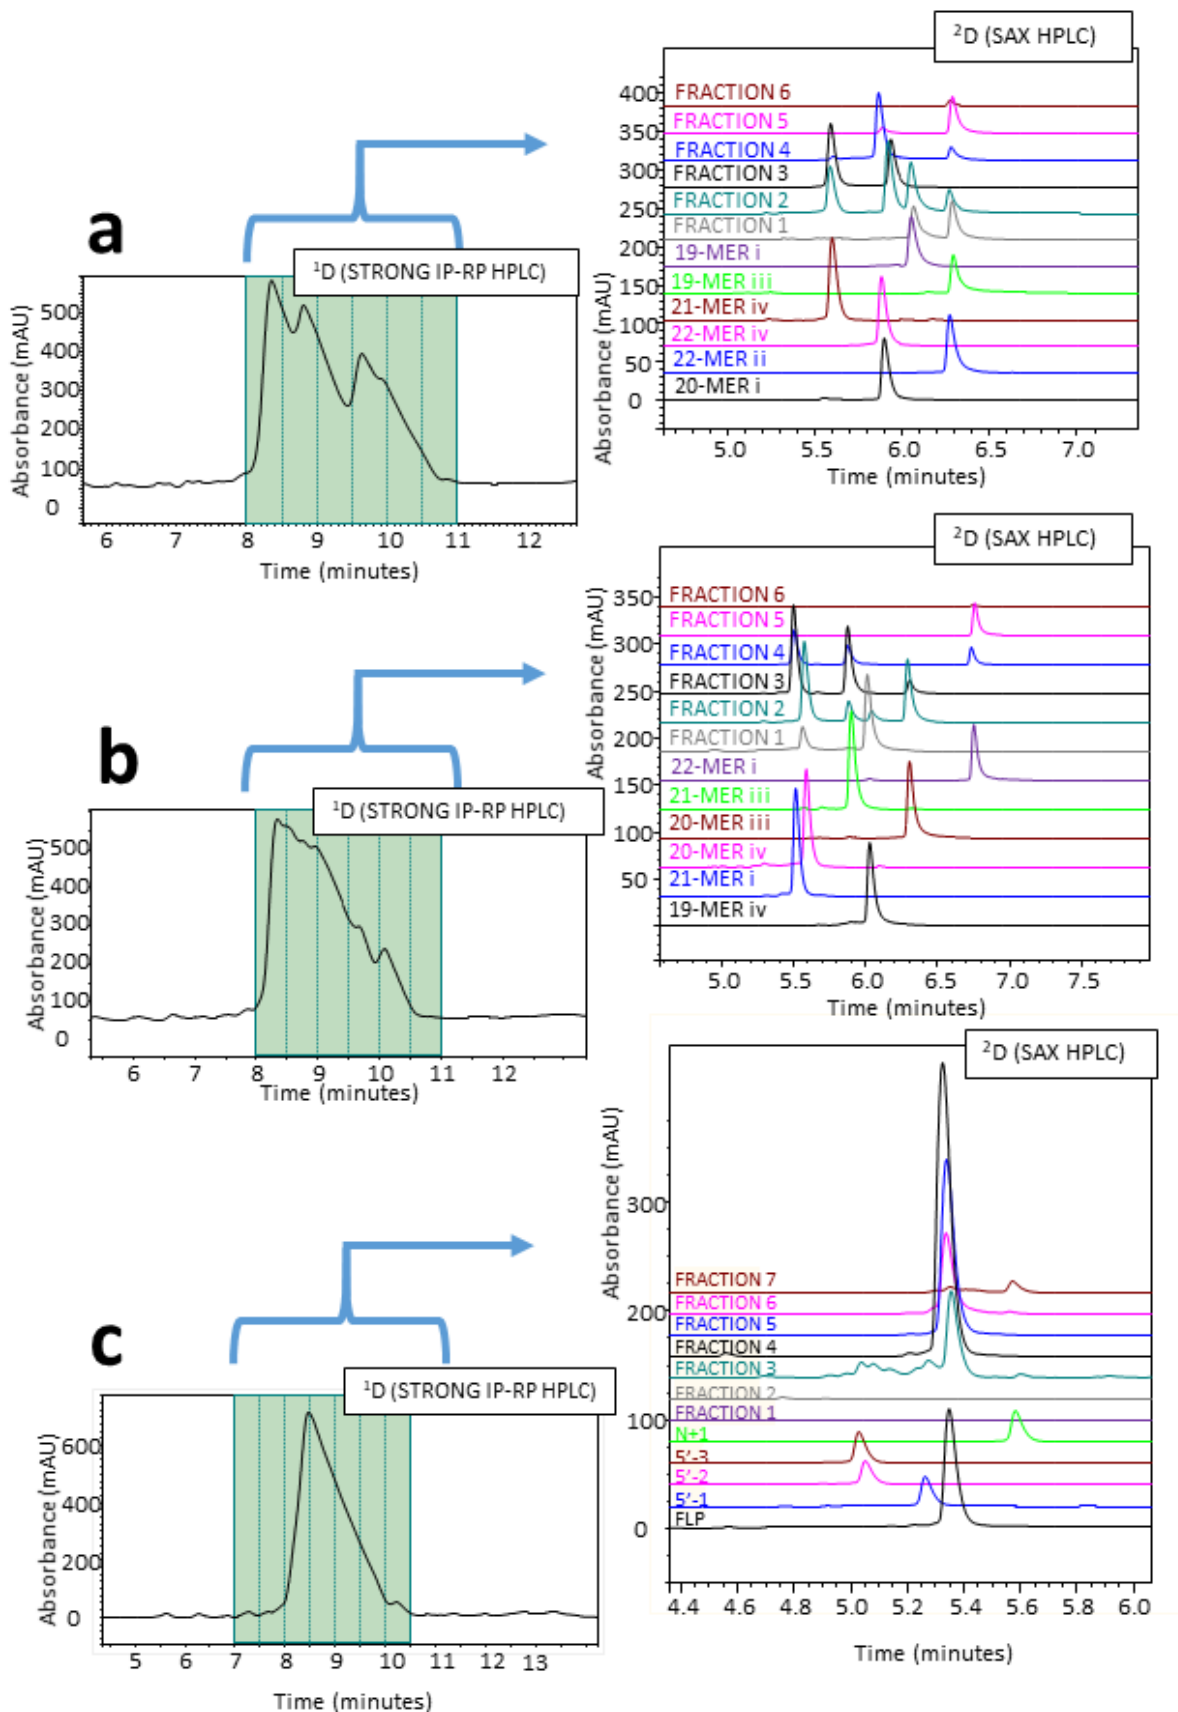 a
¹D (STRONG IP-RP HPLC)
Absorbance (mAU)
500
400
300
200
100
0
6 7 8 9 10 11 12
Time (minutes)
²D (SAX HPLC)
Absorbance (mAU)
400
350
300
250
200
150
100
50
0
FRACTION 6
FRACTION 5
FRACTION 4
FRACTION 3
FRACTION 2
FRACTION 1
19-MER i
19-MER iii
21-MER iv
22-MER iv
22-MER ii
20-MER i
5.0 5.5 6.0 6.5 7.0
Time (minutes)
b
¹D (STRONG IP-RP HPLC)
Absorbance (mAU)
500
400
300
200
100
0
6 7 8 9 10 11 12
Time (minutes)
²D (SAX HPLC)
Absorbance (mAU)
350
300
250
200
150
100
50
FRACTION 6
FRACTION 5
FRACTION 4
FRACTION 3
FRACTION 2
FRACTION 1
22-MER i
21-MER iii
20-MER iii
20-MER iv
21-MER i
19-MER iv
5.0 5.5 6.0 6.5 7.0 7.5
Time (minutes)
c
¹D (STRONG IP-RP HPLC)
Absorbance (mAU)
600
400
200
0
5 6 7 8 9 10 11 12 13
Time (minutes)
²D (SAX HPLC)
Absorbance (mAU)
300
200
100
0
FRACTION 7
FRACTION 6
FRACTION 5
FRACTION 4
FRACTION 3
FRACTION 2
FRACTION 1
N+1
5'-3
5'-2
5'-1
FLP
4.4 4.6 4.8 5.0 5.2 5.4 5.6 5.8 6.0
Time (minutes)